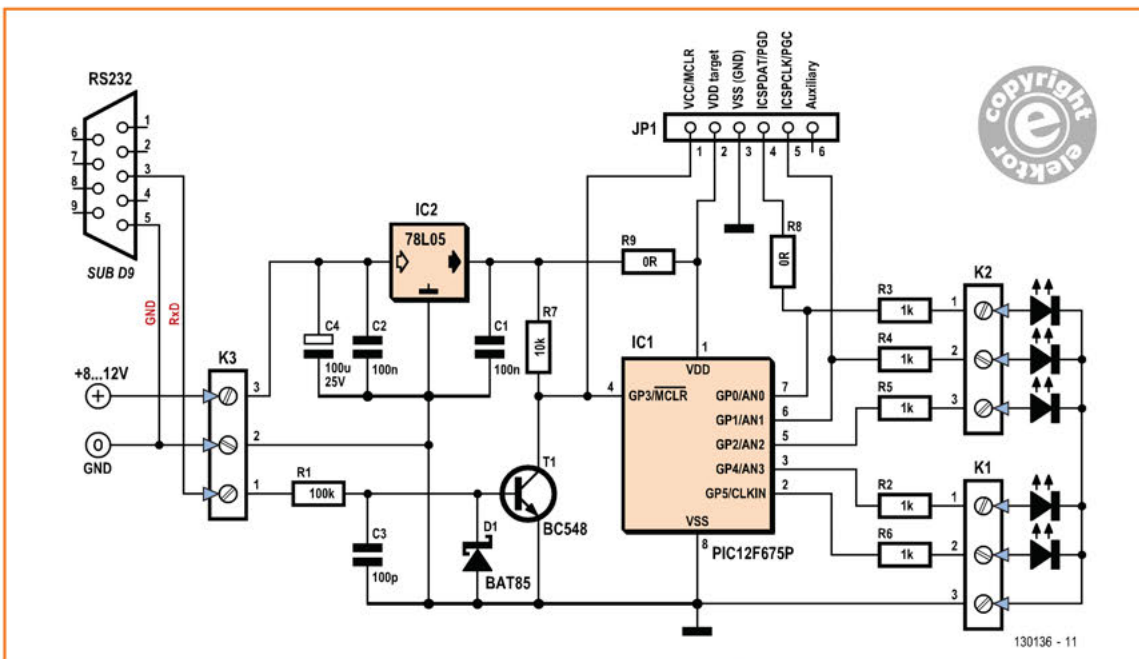 RS232
1
6
2
7
3
8
4
9
5
SUB D9
GND
RxD
+8...12V
GND
K3
3
2
1
R1
100k
C4
100u
25V
C2
100n
IC2
78L05
C1
100n
R7
10k
C3
100p
D1
BAT85
T1
BC548
R9
0R
JP1
VCC/MCLR
VDD target
VSS (GND)
ICSPDAT/PGD
ICSPCLK/PGC
Auxiliary
1
2
3
4
5
6
R8
0R
IC1
1
VDD
4
GP3/MCLR
GP0/AN0
7
GP1/AN1
6
GP2/AN2
5
GP4/AN3
3
GP5/CLKIN
2
VSS
8
PIC12F675P
R3
1k
R4
1k
R5
1k
R2
1k
R6
1k
K2
1
2
3
K1
1
2
3
copyright
e
elektor
130136 - 11